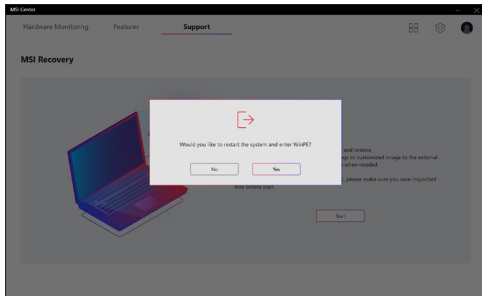 MSI Center
Hardware Monitoring Features Support
MSI Recovery
Would you like to restart the system and enter WinPE?
No Yes
and restore.
or customized image to the external
when needed.
please make sure you save important
files before start.
Start